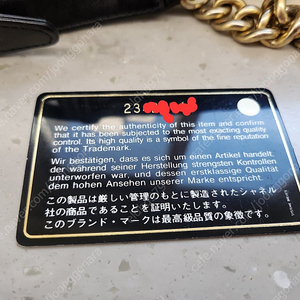 23
We certify the authenticity of this item and confirm
that it has been subjected to the most exacting quality
control. Its high quality is a symbol of the fine reputation
of the Trademark.
Wir bestätigen, dass es sich um einen Artikel handelt,
der während seiner Herstellung strengsten Kontrollen
unterworfen war, und dessen erstklassige Qualität
dem hohen Ansehen unserer Marke entspricht.
この製品は厳しい管理のもとに製造されたシャネル
社の商品であることを証明いたします。
このブランド・マークは最高級品質の象徴です。